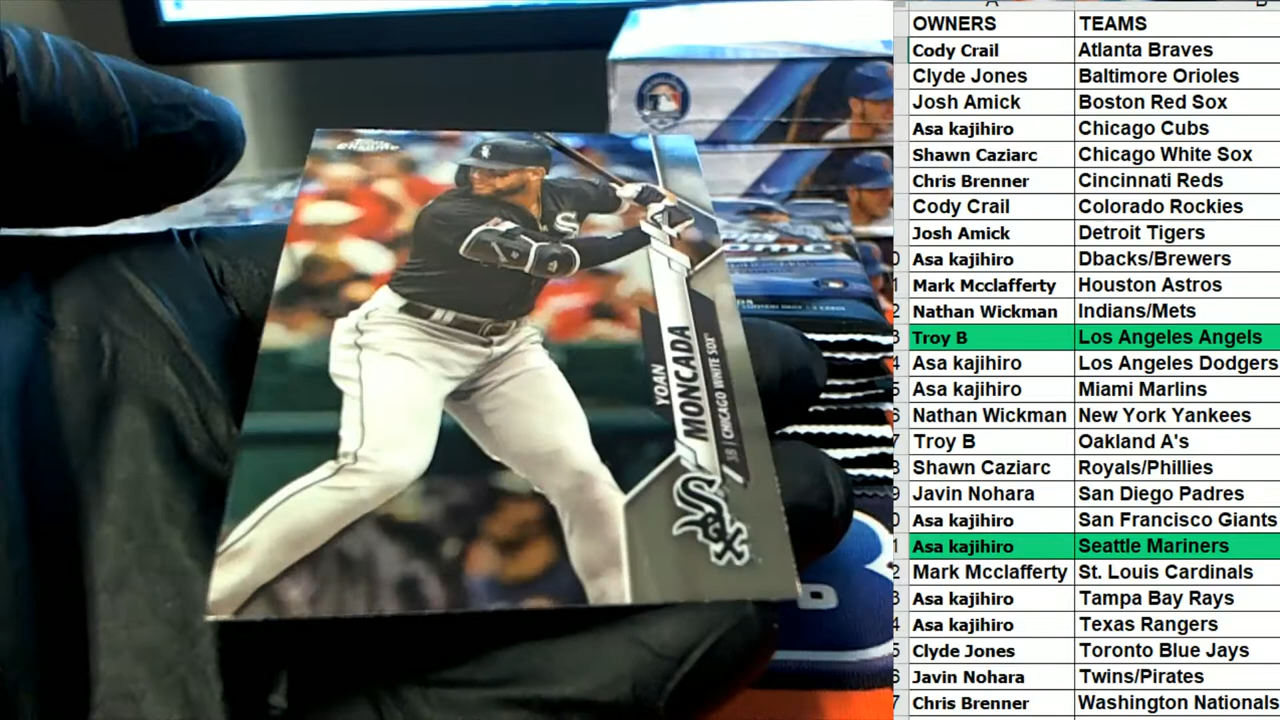 Chrome
S
YOAN
MONCADA
3B | CHICAGO WHITE SOX
Sox
OWNERS TEAMS
Cody Crail Atlanta Braves
Clyde Jones Baltimore Orioles
Josh Amick Boston Red Sox
Asa kajihiro Chicago Cubs
Shawn Caziarc Chicago White Sox
Chris Brenner Cincinnati Reds
Cody Crail Colorado Rockies
Josh Amick Detroit Tigers
Asa kajihiro Dbacks/Brewers
Mark Mcclafferty Houston Astros
Nathan Wickman Indians/Mets
Troy B Los Angeles Angels
Asa kajihiro Los Angeles Dodgers
Asa kajihiro Miami Marlins
Nathan Wickman New York Yankees
Troy B Oakland A's
Shawn Caziarc Royals/Phillies
Javin Nohara San Diego Padres
Asa kajihiro San Francisco Giants
Asa kajihiro Seattle Mariners
Mark Mcclafferty St. Louis Cardinals
Asa kajihiro Tampa Bay Rays
Asa kajihiro Texas Rangers
Clyde Jones Toronto Blue Jays
Javin Nohara Twins/Pirates
Chris Brenner Washington Nationals